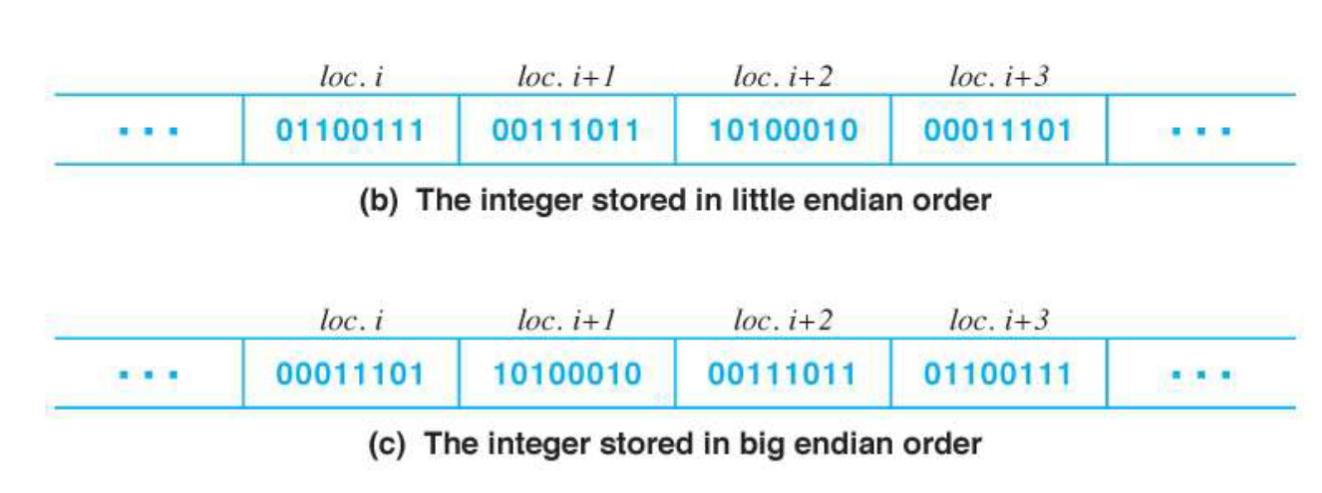 loc. i loc. i+1 loc. i+2 loc. i+3
... 01100111 00111011 10100010 00011101 ...
(b) The integer stored in little endian order
loc. i loc. i+1 loc. i+2 loc. i+3
... 00011101 10100010 00111011 01100111 ...
(c) The integer stored in big endian order